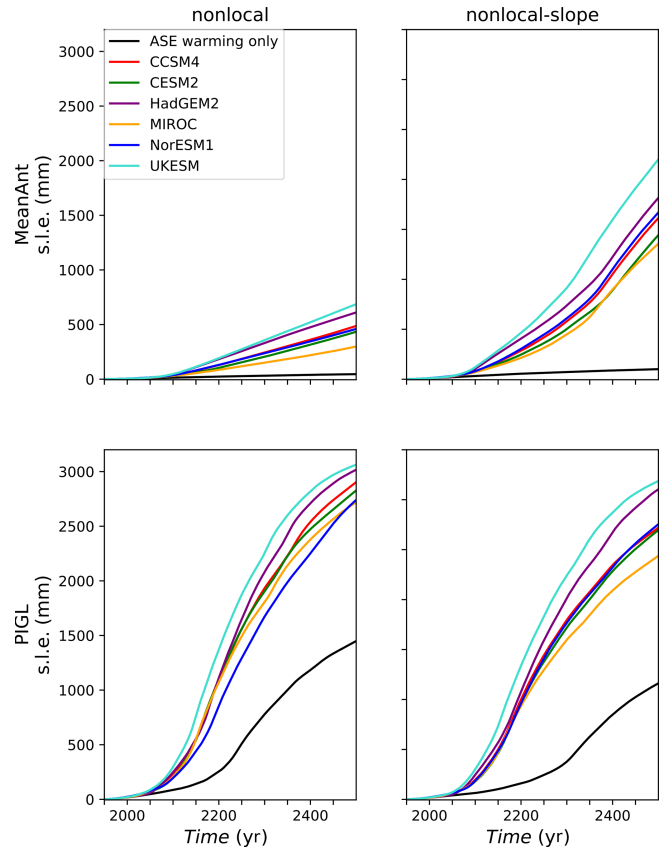 nonlocal
nonlocal-slope
3000
2500
2000
1500
1000
500
0
MeanAnt
s.l.e. (mm)
ASE warming only
CCSM4
CESM2
HadGEM2
MIROC
NorESM1
UKESM
3000
2500
2000
1500
1000
500
0
PIGL
s.l.e. (mm)
2000 2200 2400
2000 2200 2400
Time (yr)
Time (yr)